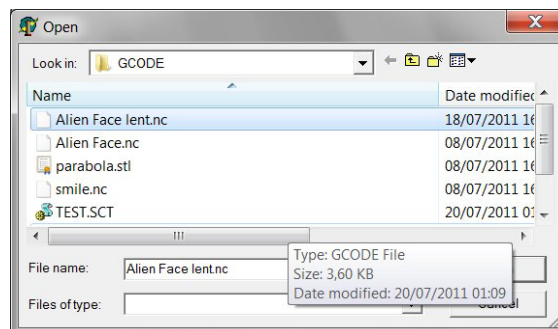 Open
Look in: GCODE
Name Date modified
Alien Face lent.nc 18/07/2011 16
Alien Face.nc 08/07/2011 16
parabola.stl 08/07/2011 16
smile.nc 08/07/2011 16
TEST.SCT 20/07/2011 01
File name: Alien Face lent.nc
Files of type:
Type: GCODE File
Size: 3,60 KB
Date modified: 20/07/2011 01:09
Cancel